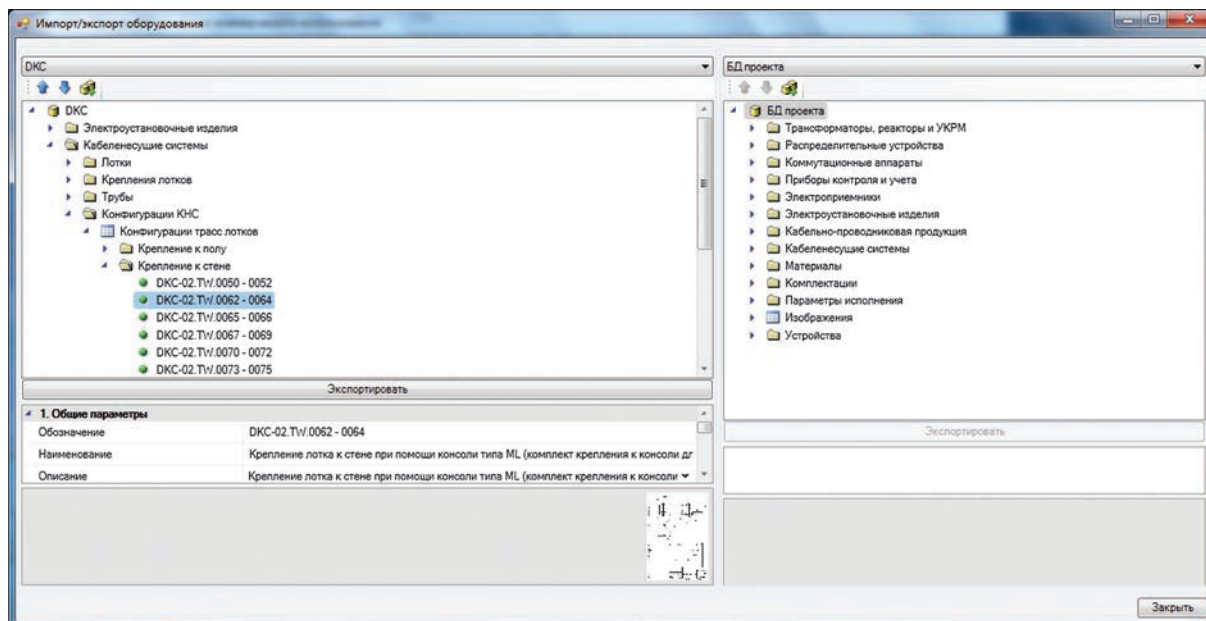 Импорт/экспорт оборудования
DKC
DKC
Электроустановочные изделия
Кабеленесущие системы
Лотки
Крепления лотков
Трубы
Конфигурации КНС
Конфигурации трасс лотков
Крепление к полу
Крепление к стене
DKC-02.TW.0050 - 0052
DKC-02.TW.0062 - 0064
DKC-02.TW.0065 - 0066
DKC-02.TW.0067 - 0069
DKC-02.TW.0070 - 0072
DKC-02.TW.0073 - 0075
Экспортировать
1. Общие параметры
Обозначение DKC-02.TW.0062 - 0064
Наименование Крепление лотка к стене при помощи консоли типа ML (комплект крепления к консоли дг
Описание Крепление лотка к стене при помощи консоли типа ML (комплект крепления к консоли
БД проекта
БД проекта
Трансформаторы, реакторы и УКРМ
Распределительные устройства
Коммутационные аппараты
Приборы контроля и учета
Электроприемники
Электроустановочные изделия
Кабельно-проводниковая продукция
Кабеленесущие системы
Материалы
Комплектации
Параметры исполнения
Изображения
Устройства
Экспортировать
Закрыть